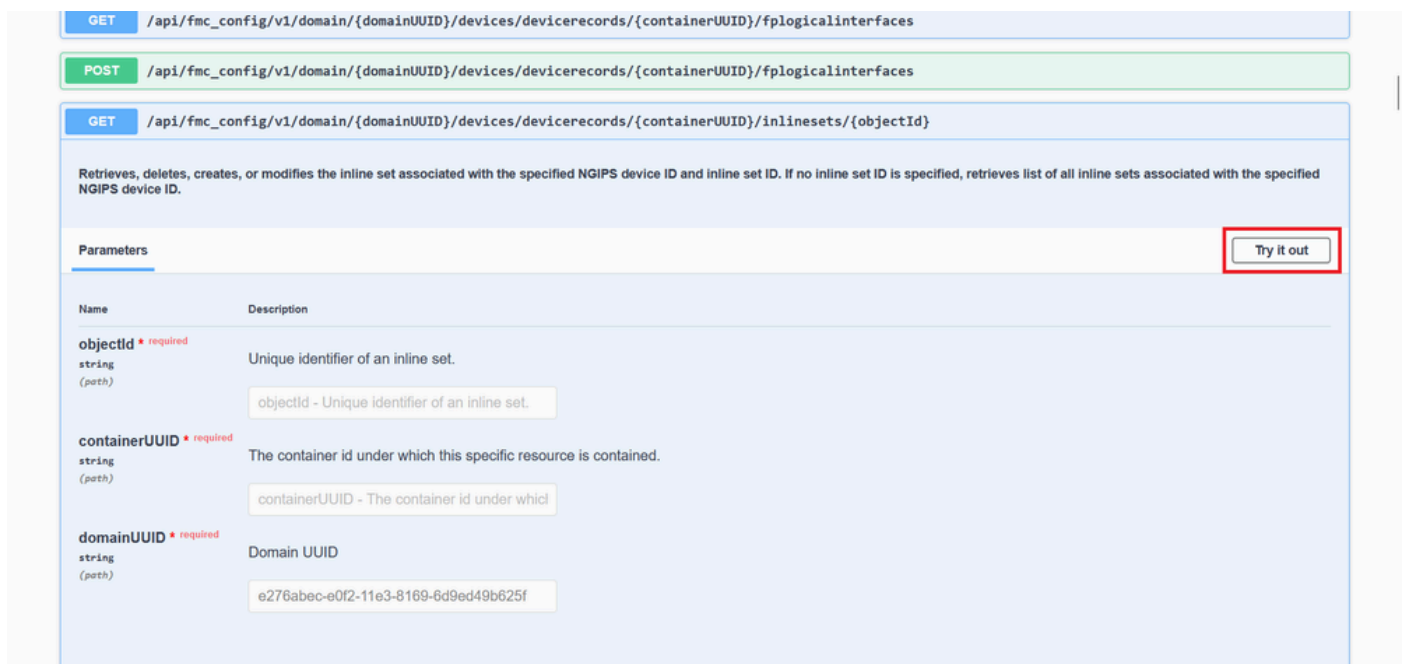 GET /api/fmc_config/v1/domain/{domainUUID}/devices/devicerecords/{containerUUID}/fplogicalinterfaces
POST /api/fmc_config/v1/domain/{domainUUID}/devices/devicerecords/{containerUUID}/fplogicalinterfaces
GET /api/fmc_config/v1/domain/{domainUUID}/devices/devicerecords/{containerUUID}/inlinesets/{objectId}
Retrieves, deletes, creates, or modifies the inline set associated with the specified NGIPS device ID and inline set ID. If no inline set ID is specified, retrieves list of all inline sets associated with the specified
NGIPS device ID.
Parameters Try it out
Name Description
objectId * required
string
(path)
Unique identifier of an inline set.
objectId - Unique identifier of an inline set.
containerUUID * required
string
(path)
The container id under which this specific resource is contained.
containerUUID - The container id under which
domainUUID * required
string
(path)
Domain UUID
e276abec-e0f2-11e3-8169-6d9ed49b625f